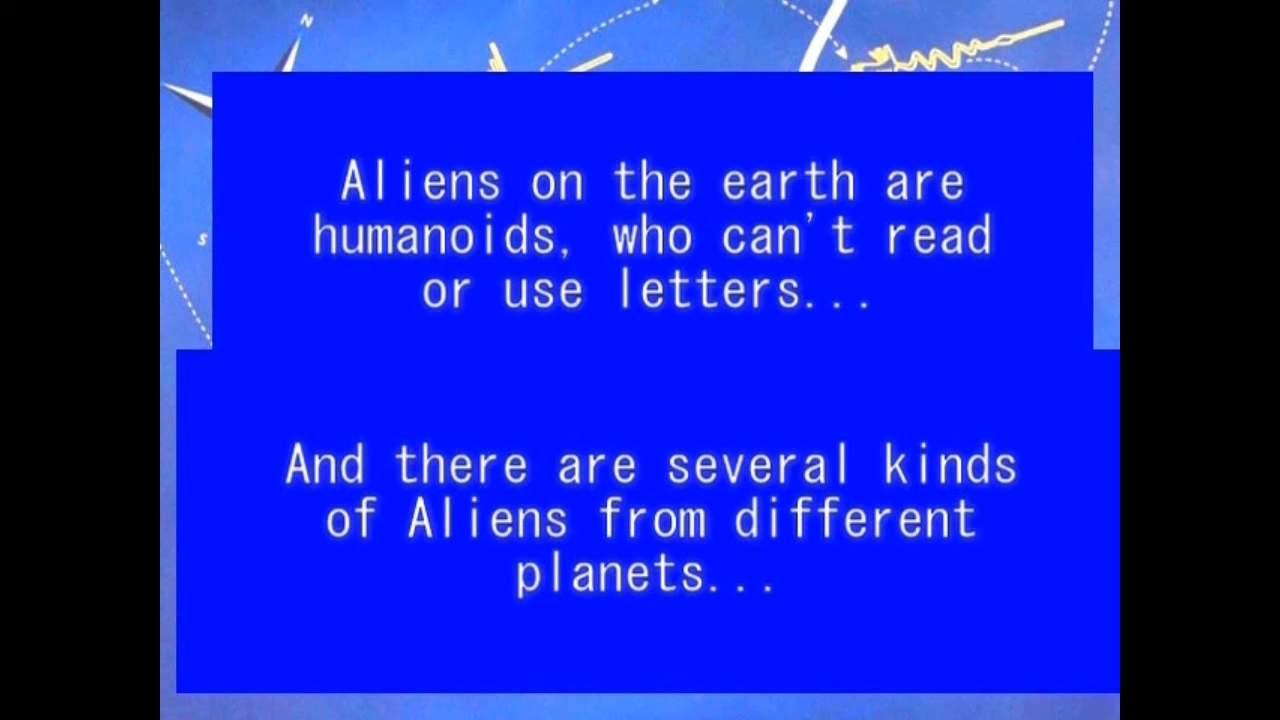 N
S
Aliens on the earth are
humanoids, who can't read
or use letters...
And there are several kinds
of Aliens from different
planets...